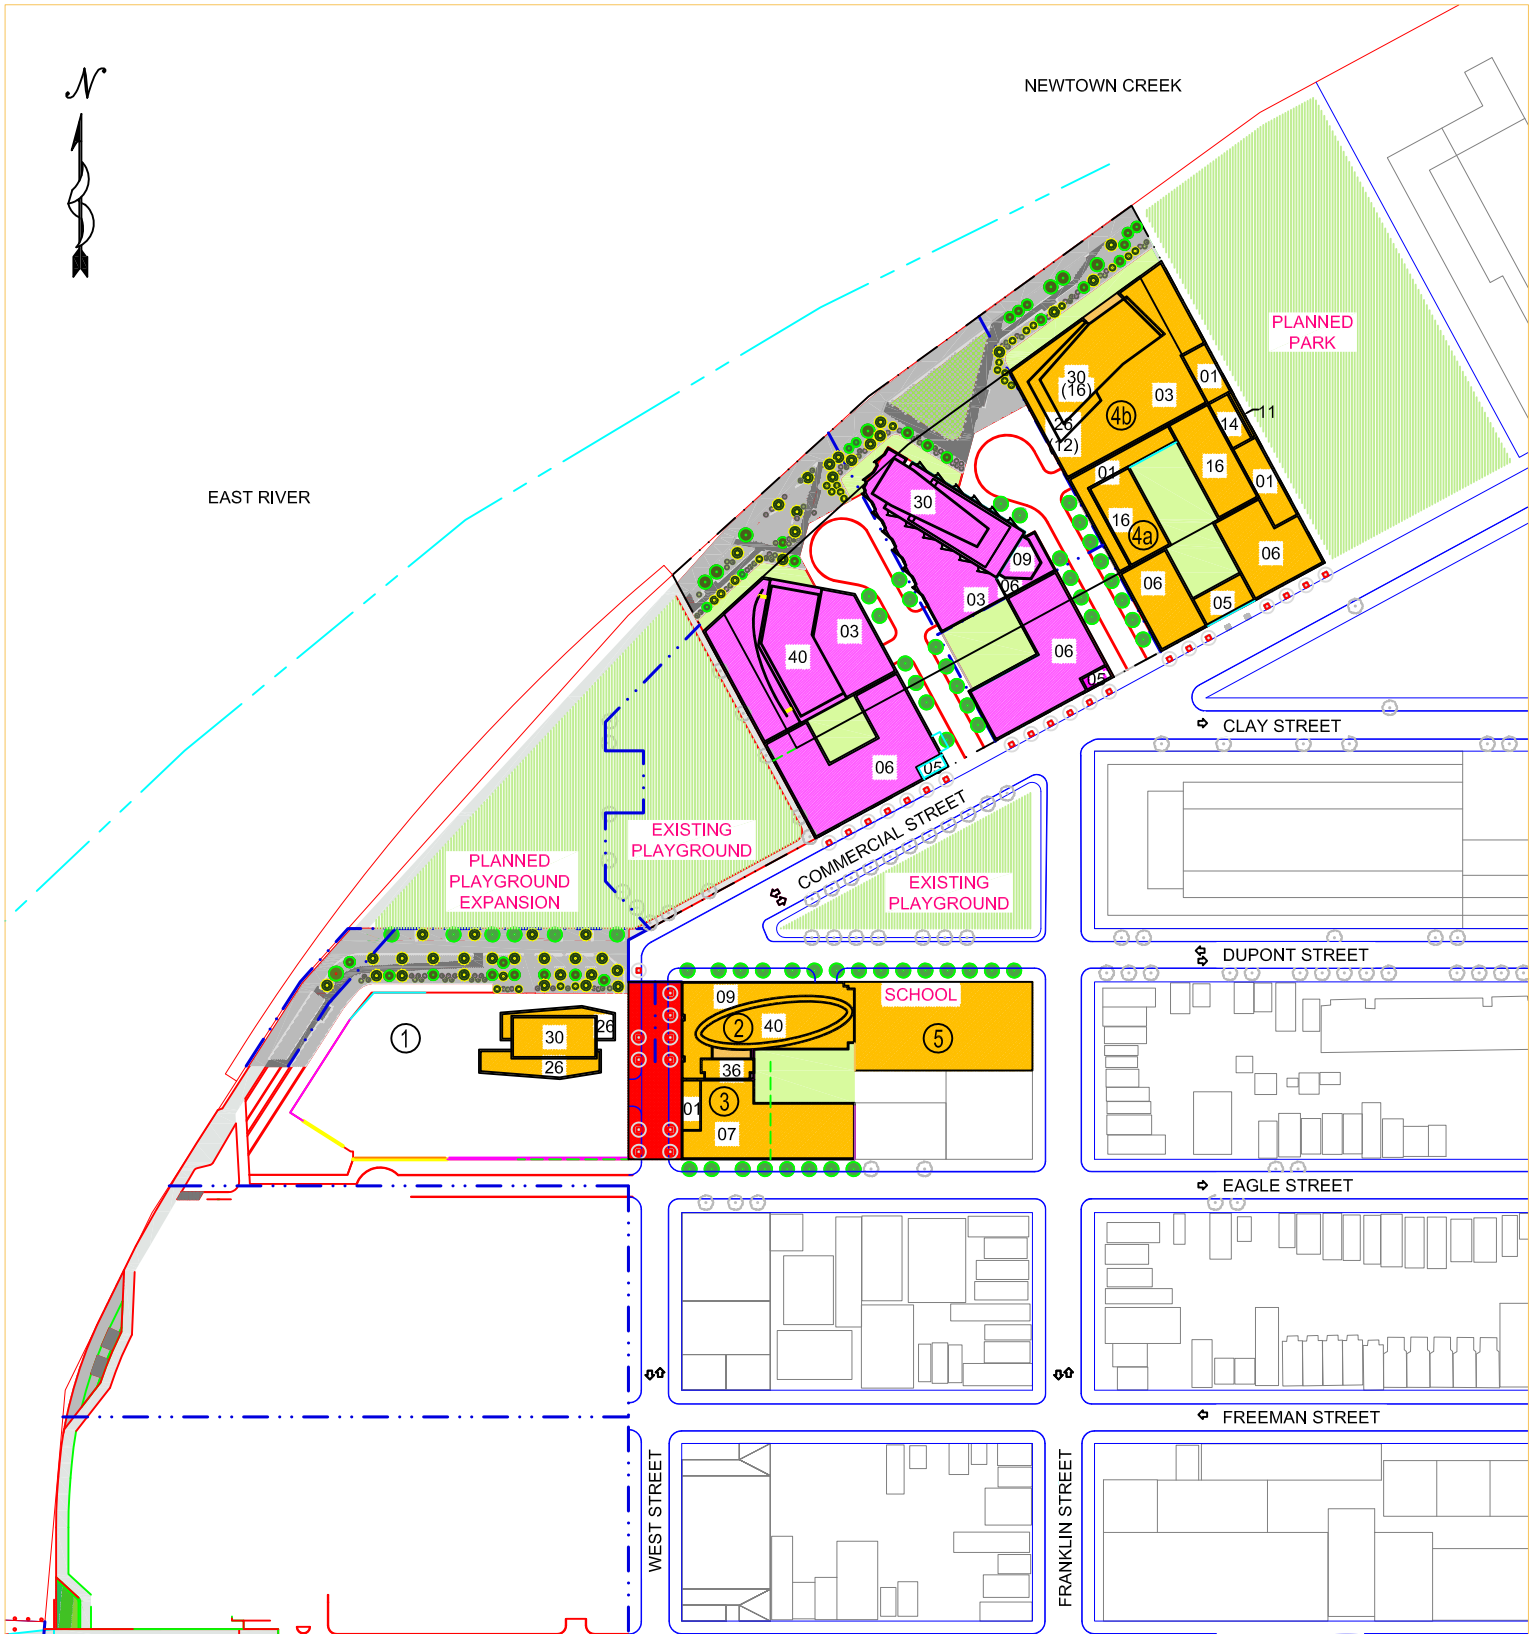 N
NEWTOWN CREEK
EAST RIVER
PLANNED
PARK
30
(16)
26
(12)
4b
03
01
11
14
01
16
01
16
4a
06
06
05
30
09
06
03
06
05
03
40
06
05
EXISTING
PLAYGROUND
PLANNED
PLAYGROUND
EXPANSION
COMMERCIAL STREET
EXISTING
PLAYGROUND
CLAY STREET
DUPONT STREET
SCHOOL
09
2
40
5
1
30
26
26
36
3
01
07
EAGLE STREET
FREEMAN STREET
WEST STREET
FRANKLIN STREET